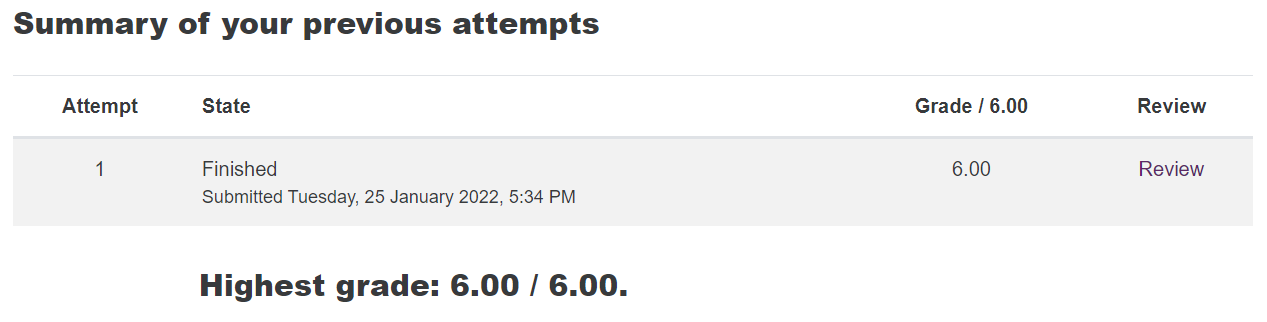 Summary of your previous attempts
Attempt State Grade / 6.00 Review
1 Finished 6.00 Review
Submitted Tuesday, 25 January 2022, 5:34 PM
Highest grade: 6.00 / 6.00.